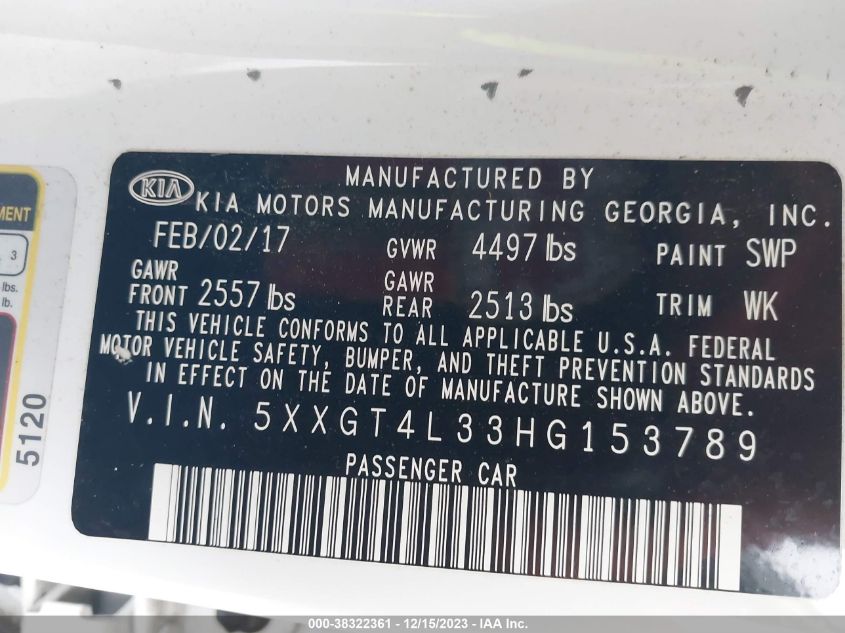 MANUFACTURED BY
KIA KIA MOTORS MANUFACTURING GEORGIA, INC.
FEB/02/17 GVWR 4497 lbs PAINT SWP
GAWR GAWR
FRONT 2557 lbs REAR 2513 lbs TRIM WK
THIS VEHICLE CONFORMS TO ALL APPLICABLE U.S.A. FEDERAL
MOTOR VEHICLE SAFETY, BUMPER, AND THEFT PREVENTION STANDARDS
IN EFFECT ON THE DATE OF MANUFACTURE SHOWN ABOVE.
V.I.N. 5XXGT4L33HG153789
PASSENGER CAR
MENT
3
lbs.
lb.
5120
000-38322361 - 12/15/2023 - IAA Inc.